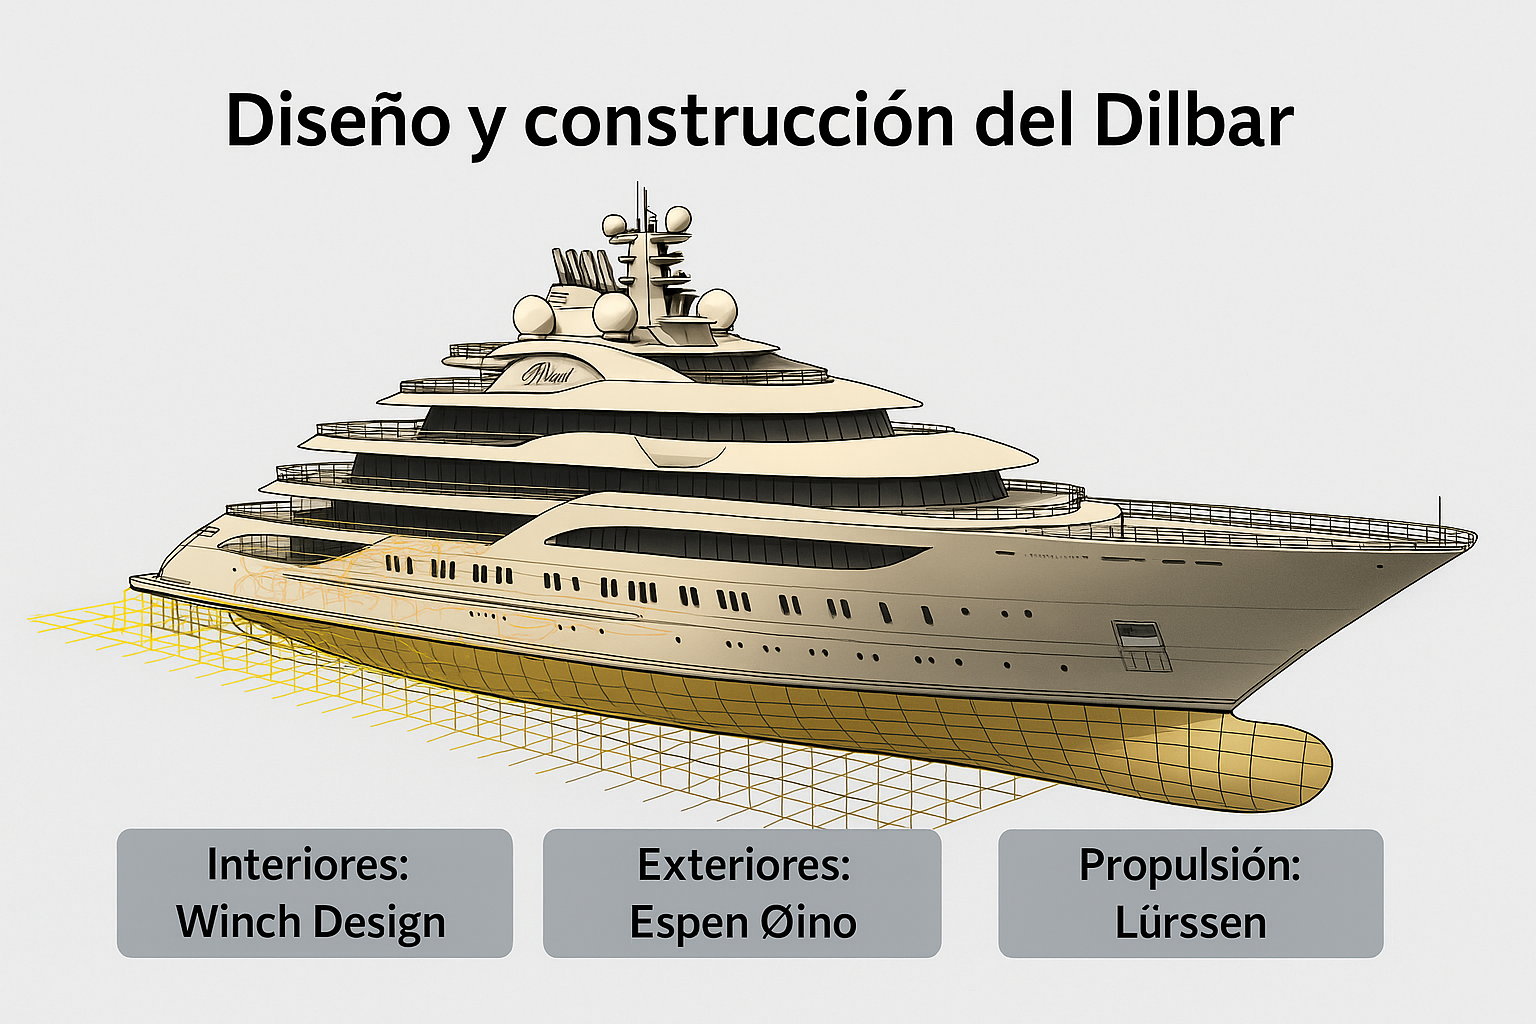 Diseño y construcción del Dilbar
Interiores:
Winch Design
Exteriores:
Espen Øino
Propulsión:
Lürssen